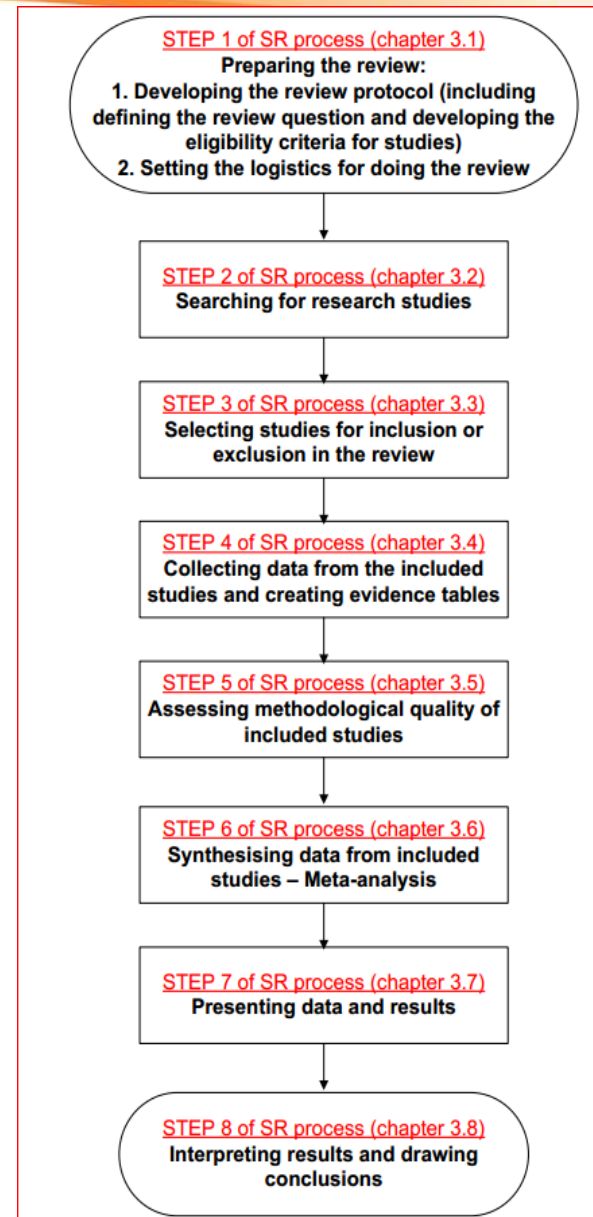 STEP 1 of SR process (chapter 3.1)
Preparing the review:
1. Developing the review protocol (including
defining the review question and developing the
eligibility criteria for studies)
2. Setting the logistics for doing the review
STEP 2 of SR process (chapter 3.2)
Searching for research studies
STEP 3 of SR process (chapter 3.3)
Selecting studies for inclusion or
exclusion in the review
STEP 4 of SR process (chapter 3.4)
Collecting data from the included
studies and creating evidence tables
STEP 5 of SR process (chapter 3.5)
Assessing methodological quality of
included studies
STEP 6 of SR process (chapter 3.6)
Synthesising data from included
studies – Meta-analysis
STEP 7 of SR process (chapter 3.7)
Presenting data and results
STEP 8 of SR process (chapter 3.8)
Interpreting results and drawing
conclusions